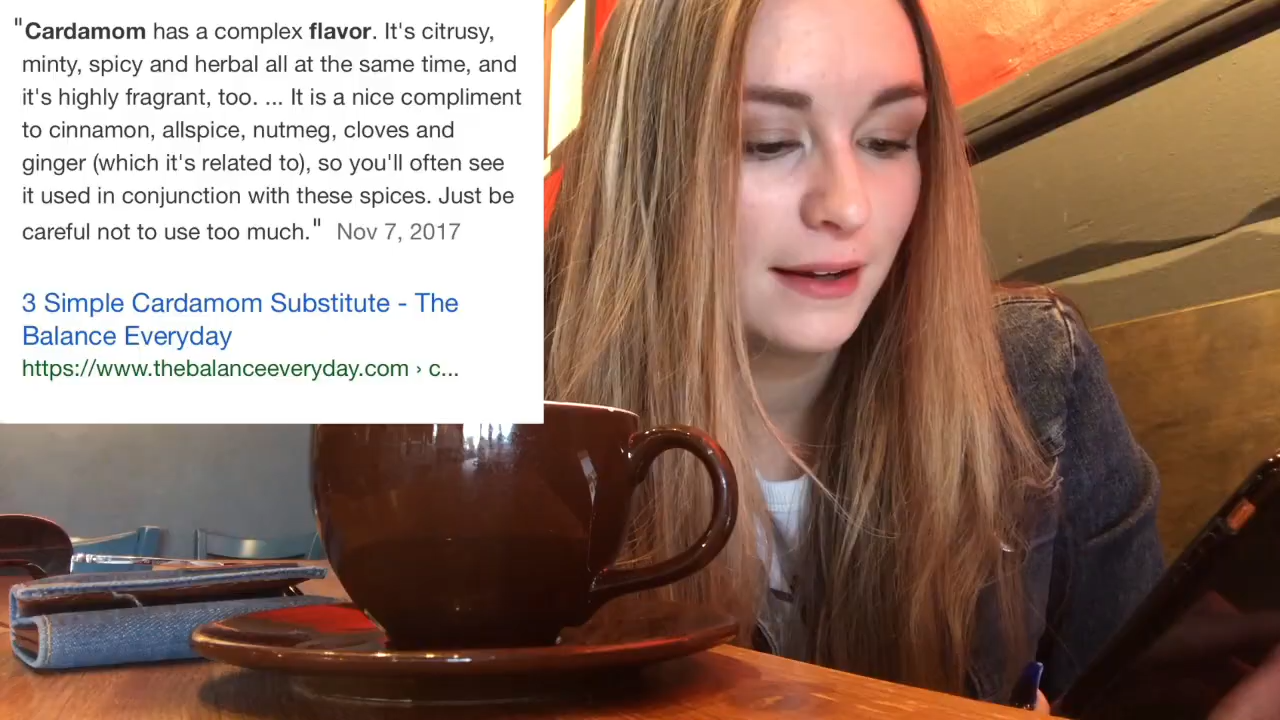 "Cardamom has a complex flavor. It's citrusy,
minty, spicy and herbal all at the same time, and
it's highly fragrant, too. ... It is a nice compliment
to cinnamon, allspice, nutmeg, cloves and
ginger (which it's related to), so you'll often see
it used in conjunction with these spices. Just be
careful not to use too much." Nov 7, 2017
3 Simple Cardamom Substitute - The
Balance Everyday
https://www.thebalanceeveryday.com › c...